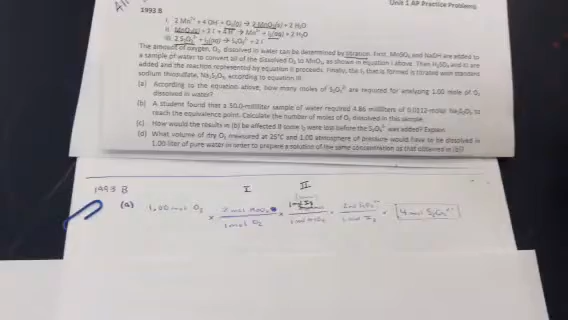 Unit 1 AP Practice Problems
1993 B
I. 2 Mn²⁺ + 4 OH⁻ + O₂(g) → 2 MnO₂(s) + 2 H₂O
II. MnO₂(s) + 2 I⁻ + 4 H⁺ → Mn²⁺ + I₂(aq) + 2 H₂O
III. 2 S₂O₃²⁻ + I₂(aq) → S₄O₆²⁻ + 2 I⁻
The amount of oxygen, O₂, dissolved in water can be determined by titration. First, MnSO₄ and NaOH are added to
a sample of water to convert all of the dissolved O₂ to MnO₂, as shown in equation I above. Then H₂SO₄ and KI are
added and the reaction represented by equation II proceeds. Finally, the I₂ that is formed is titrated with standard
sodium thiosulfate, Na₂S₂O₃, according to equation III.
(a) According to the equation above, how many moles of S₂O₃²⁻ are required for analyzing 1.00 mole of O₂
dissolved in water?
(b) A student found that a 50.0-milliliter sample of water required 4.86 milliliters of 0.0112-molar Na₂S₂O₃ to
reach the equivalence point. Calculate the number of moles of O₂ dissolved in this sample.
(c) How would the results in (b) be affected if some I₂ were lost before the S₂O₃²⁻ was added? Explain.
(d) What volume of dry O₂ measured at 25°C and 1.00 atmosphere of pressure would have to be dissolved in
1.00 liter of pure water in order to prepare a solution of the same concentration as that obtained in (b)?
1993 B I II
(a) 1.00 mol O₂ × 2 mol MnO₂ × 1 mol I₂
1 mol O₂ 1 mol MnO₂ 1 mol I₂ 4 mol S₂O₃²⁻